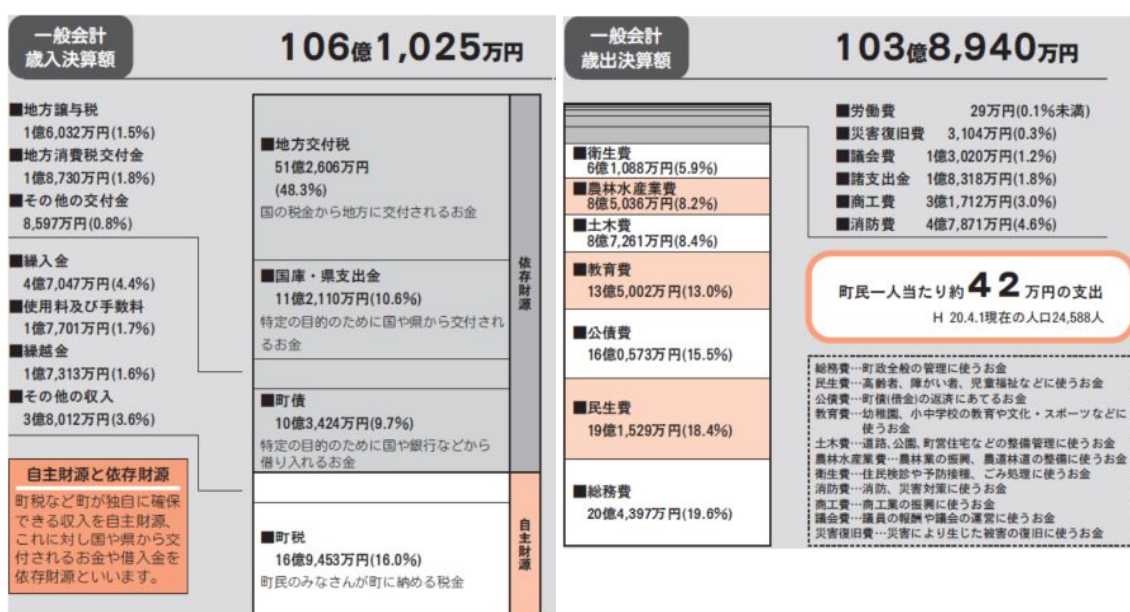 一般会計
歳入決算額
106億1,025万円
■地方譲与税
1億6,032万円(1.5%)
■地方消費税交付金
1億8,730万円(1.8%)
■その他の交付金
8,597万円(0.8%)
■繰入金
4億7,047万円(4.4%)
■使用料及び手数料
1億7,701万円(1.7%)
■繰越金
1億7,313万円(1.6%)
■その他の収入
3億8,012万円(3.6%)
自主財源と依存財源
町税など町が独自に確保
できる収入を自主財源、
これに対し国や県から交
付されるお金や借入金を
依存財源といいます。
■地方交付税
51億2,606万円
(48.3%)
国の税金から地方に交付されるお金
■国庫・県支出金
11億2,110万円(10.6%)
特定の目的のために国や県から交付され
るお金
■町債
10億3,424万円(9.7%)
特定の目的のために国や銀行などから
借り入れるお金
■町税
16億9,453万円(16.0%)
町民のみなさんが町に納める税金
依存財源
自主財源
一般会計
歳出決算額
103億8,940万円
■衛生費
6億1,088万円(5.9%)
■農林水産業費
8億5,036万円(8.2%)
■土木費
8億7,261万円(8.4%)
■教育費
13億5,002万円(13.0%)
■公債費
16億0,573万円(15.5%)
■民生費
19億1,529万円(18.4%)
■総務費
20億4,397万円(19.6%)
■労働費 29万円(0.1%未満)
■災害復旧費 3,104万円(0.3%)
■議会費 1億3,020万円(1.2%)
■諸支出金 1億8,318万円(1.8%)
■商工費 3億1,712万円(3.0%)
■消防費 4億7,871万円(4.6%)
町民一人当たり約42万円の支出
H 20.4.1現在の人口24,588人
総務費…町政全般の管理に使うお金
民生費…高齢者、障がい者、児童福祉などに使うお金
公債費…町債(借金)の返済にあてるお金
教育費…幼稚園、小中学校の教育や文化・スポーツなどに
使うお金
土木費…道路、公園、町営住宅などの整備管理に使うお金
農林水産業費…農林業の振興、農道林道の整備に使うお金
衛生費…住民検診や予防接種、ごみ処理に使うお金
消防費…消防、災害対策に使うお金
商工費…商工業の振興に使うお金
議会費…議員の報酬や議会の運営に使うお金
災害復旧費…災害により生じた被害の復旧に使うお金